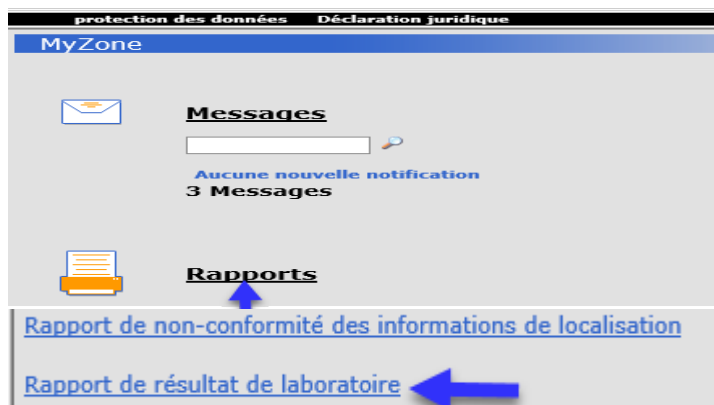 protection des données Déclaration juridique
MyZone
Messages
Aucune nouvelle notification
3 Messages
Rapports
Rapport de non-conformité des informations de localisation
Rapport de résultat de laboratoire